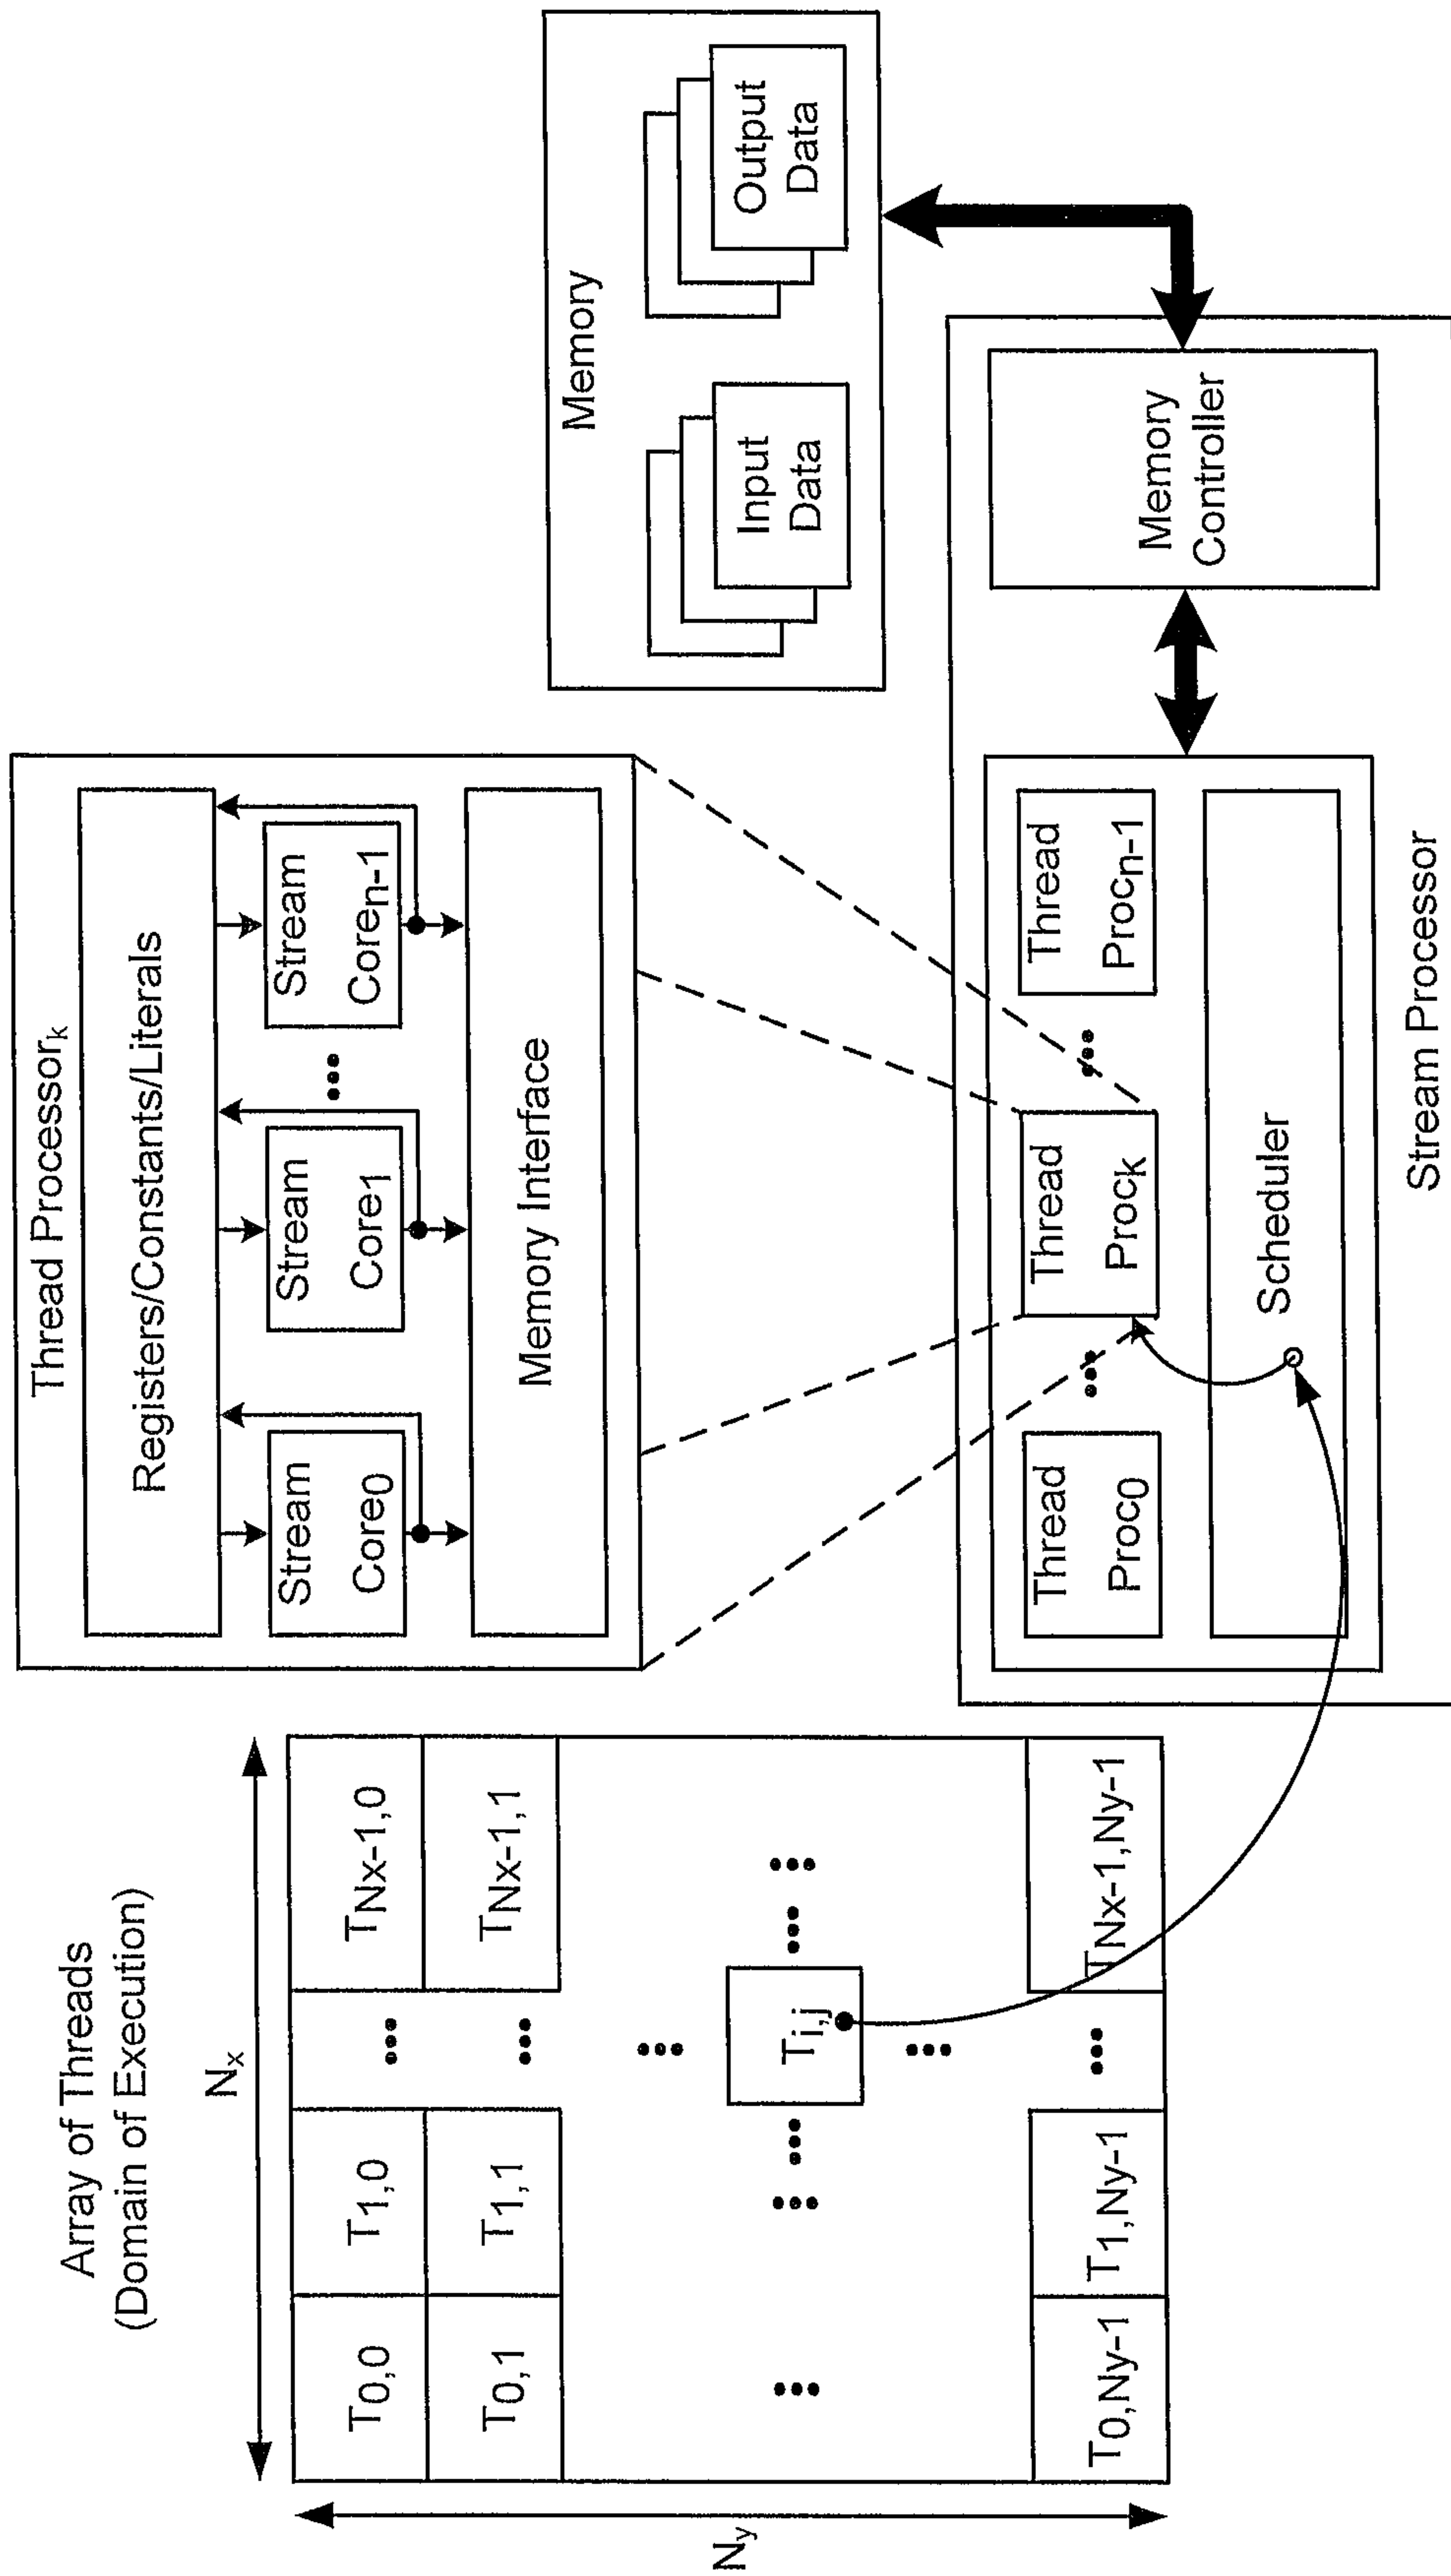 Array of Threads
(Domain of Execution)
Nx
Ny
T0,0
T1,0
TNx-1,0
T0,1
T1,1
TNx-1,1
Ti,j
T0,Ny-1
T1,Ny-1
TNx-1,Ny-1
Thread Processork
Registers/Constants/Literals
Stream
Core0
Stream
Core1
Stream
Coren-1
Memory Interface
Memory
Input
Data
Output
Data
Thread
Proc0
Thread
Prock
Thread
Procn-1
Scheduler
Memory
Controller
Stream Processor